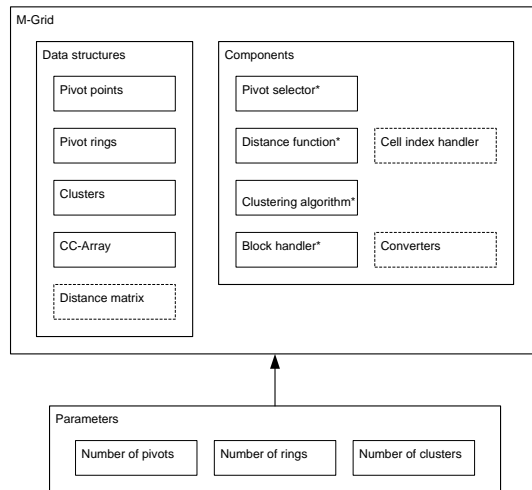 M-Grid
Data structures
Pivot points
Pivot rings
Clusters
CC-Array
Distance matrix
Components
Pivot selector*
Distance function*
Cell index handler
Clustering algorithm*
Block handler*
Converters
Parameters
Number of pivots
Number of rings
Number of clusters